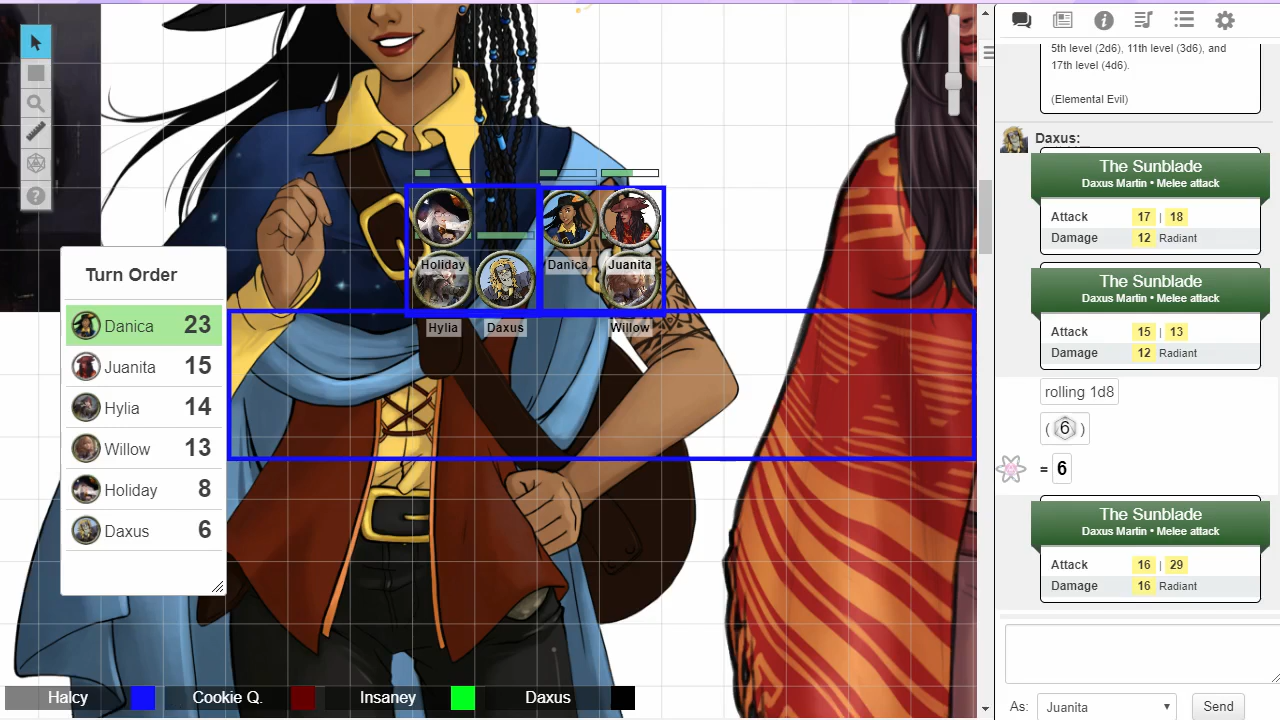 Turn Order
Danica 23
Juanita 15
Hylia 14
Willow 13
Holiday 8
Daxus 6
Holiday
Danica
Juanita
Hylia
Daxus
Willow
Halcy
Cookie Q.
Insaney
Daxus
5th level (2d6), 11th level (3d6), and
17th level (4d6).
(Elemental Evil)
Daxus:
The Sunblade
Daxus Martin • Melee attack
Attack 17 | 18
Damage 12 Radiant
The Sunblade
Daxus Martin • Melee attack
Attack 15 | 13
Damage 12 Radiant
rolling 1d8
( 6 )
= 6
The Sunblade
Daxus Martin • Melee attack
Attack 16 | 29
Damage 16 Radiant
As: Juanita Send